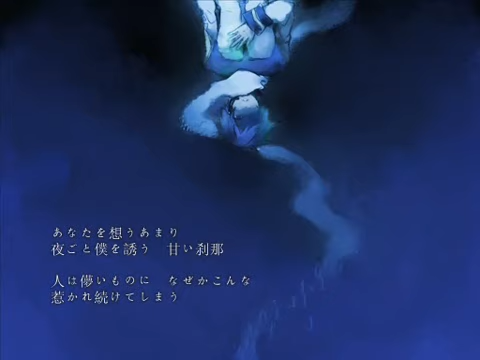 あなたを想うあまり
夜ごと僕を誘う　甘い刹那
人は儚いものに　なぜかこんな
惹かれ続けてしまう